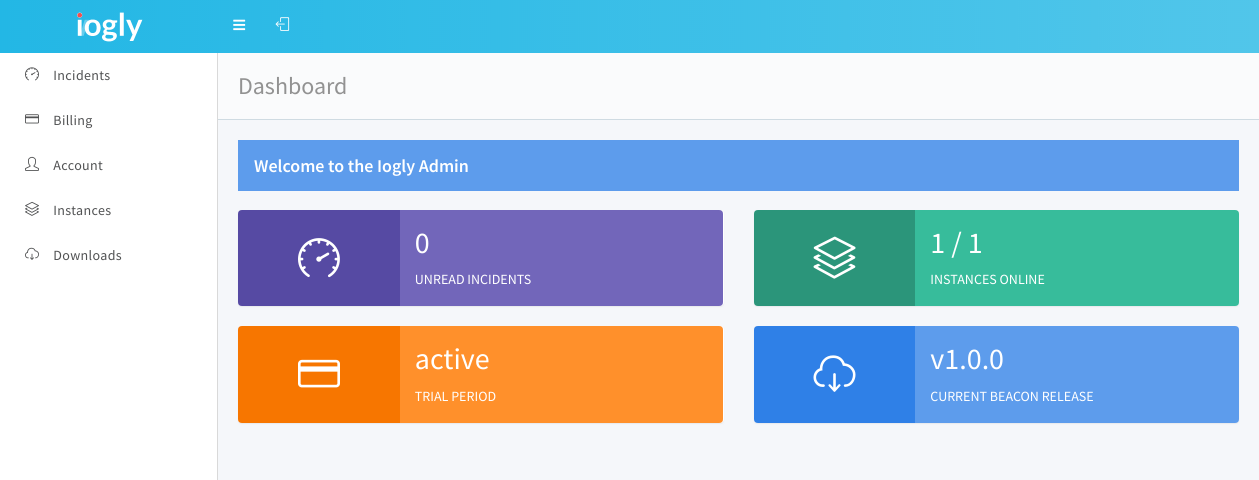 iogly
Incidents
Billing
Account
Instances
Downloads
Dashboard
Welcome to the Iogly Admin
0
UNREAD INCIDENTS
1 / 1
INSTANCES ONLINE
active
TRIAL PERIOD
v1.0.0
CURRENT BEACON RELEASE